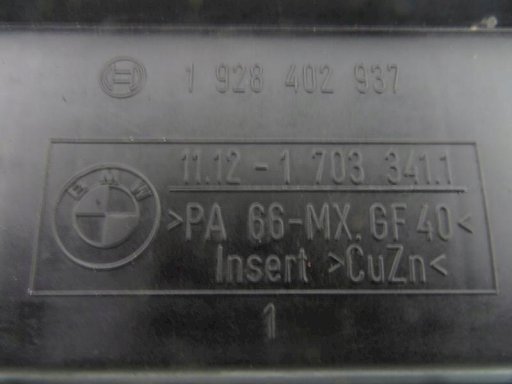 1 928 402 937
BMW
11.12-1 703 341.1
>PA 66-MX.GF 40<
Insert >CuZn<
1